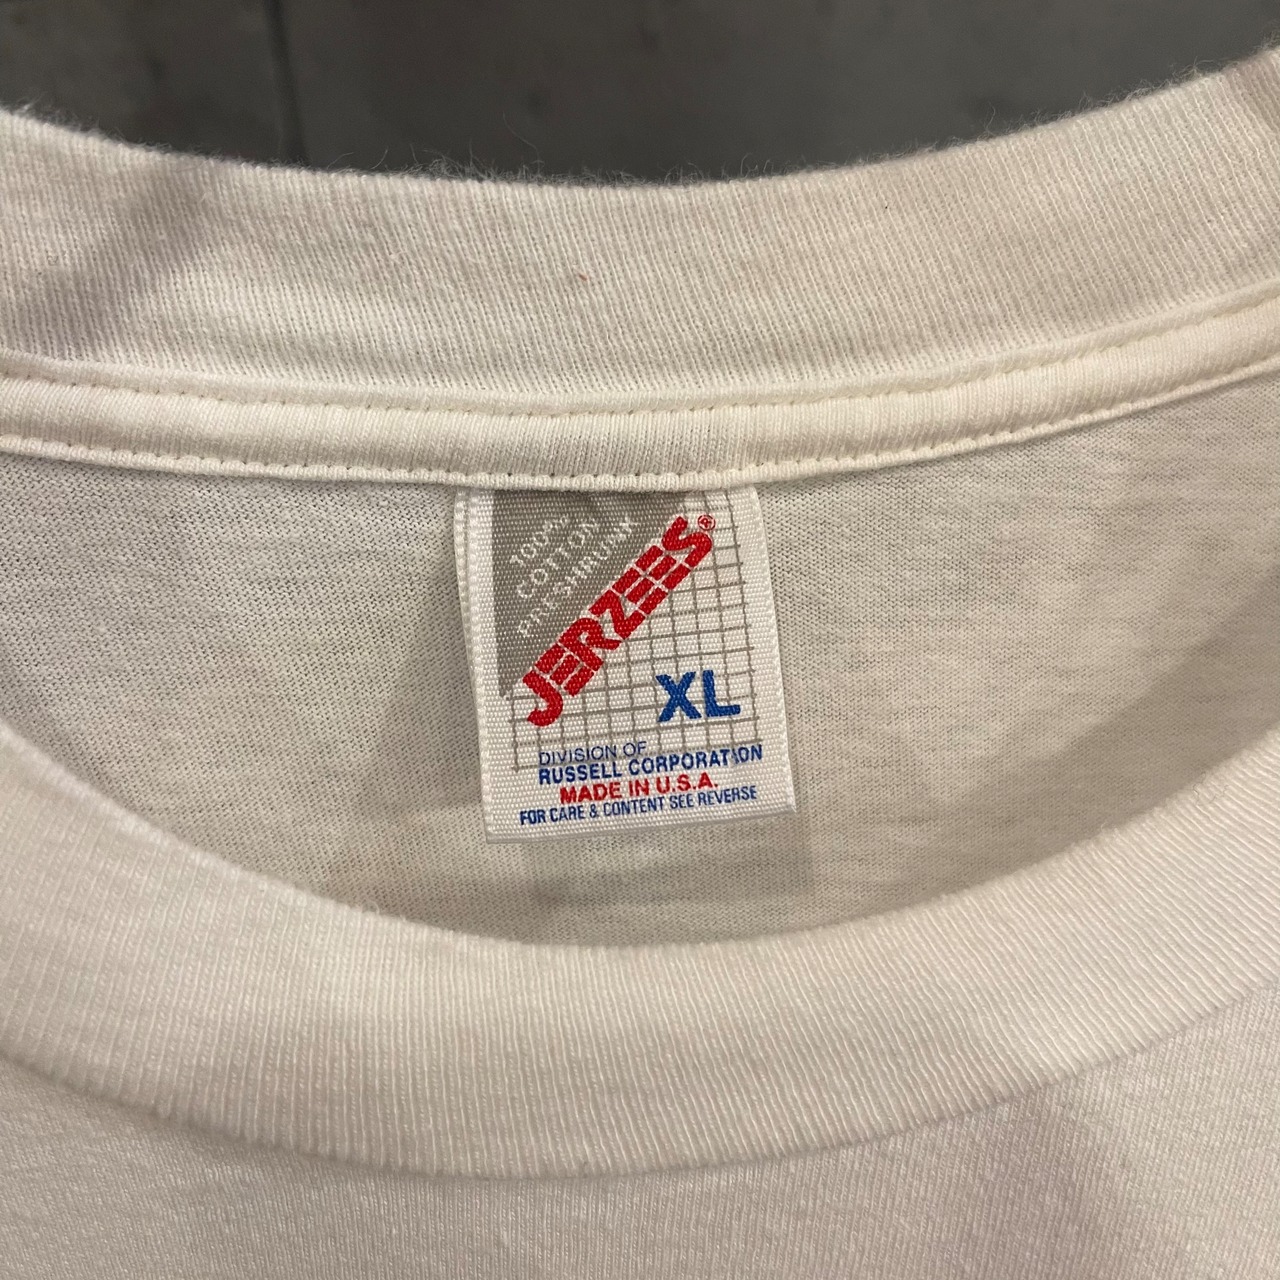 100%
COTTON
PRESHRUNK
JERZEES®
XL
DIVISION OF
RUSSELL CORPORATION
MADE IN U.S.A.
FOR CARE & CONTENT SEE REVERSE